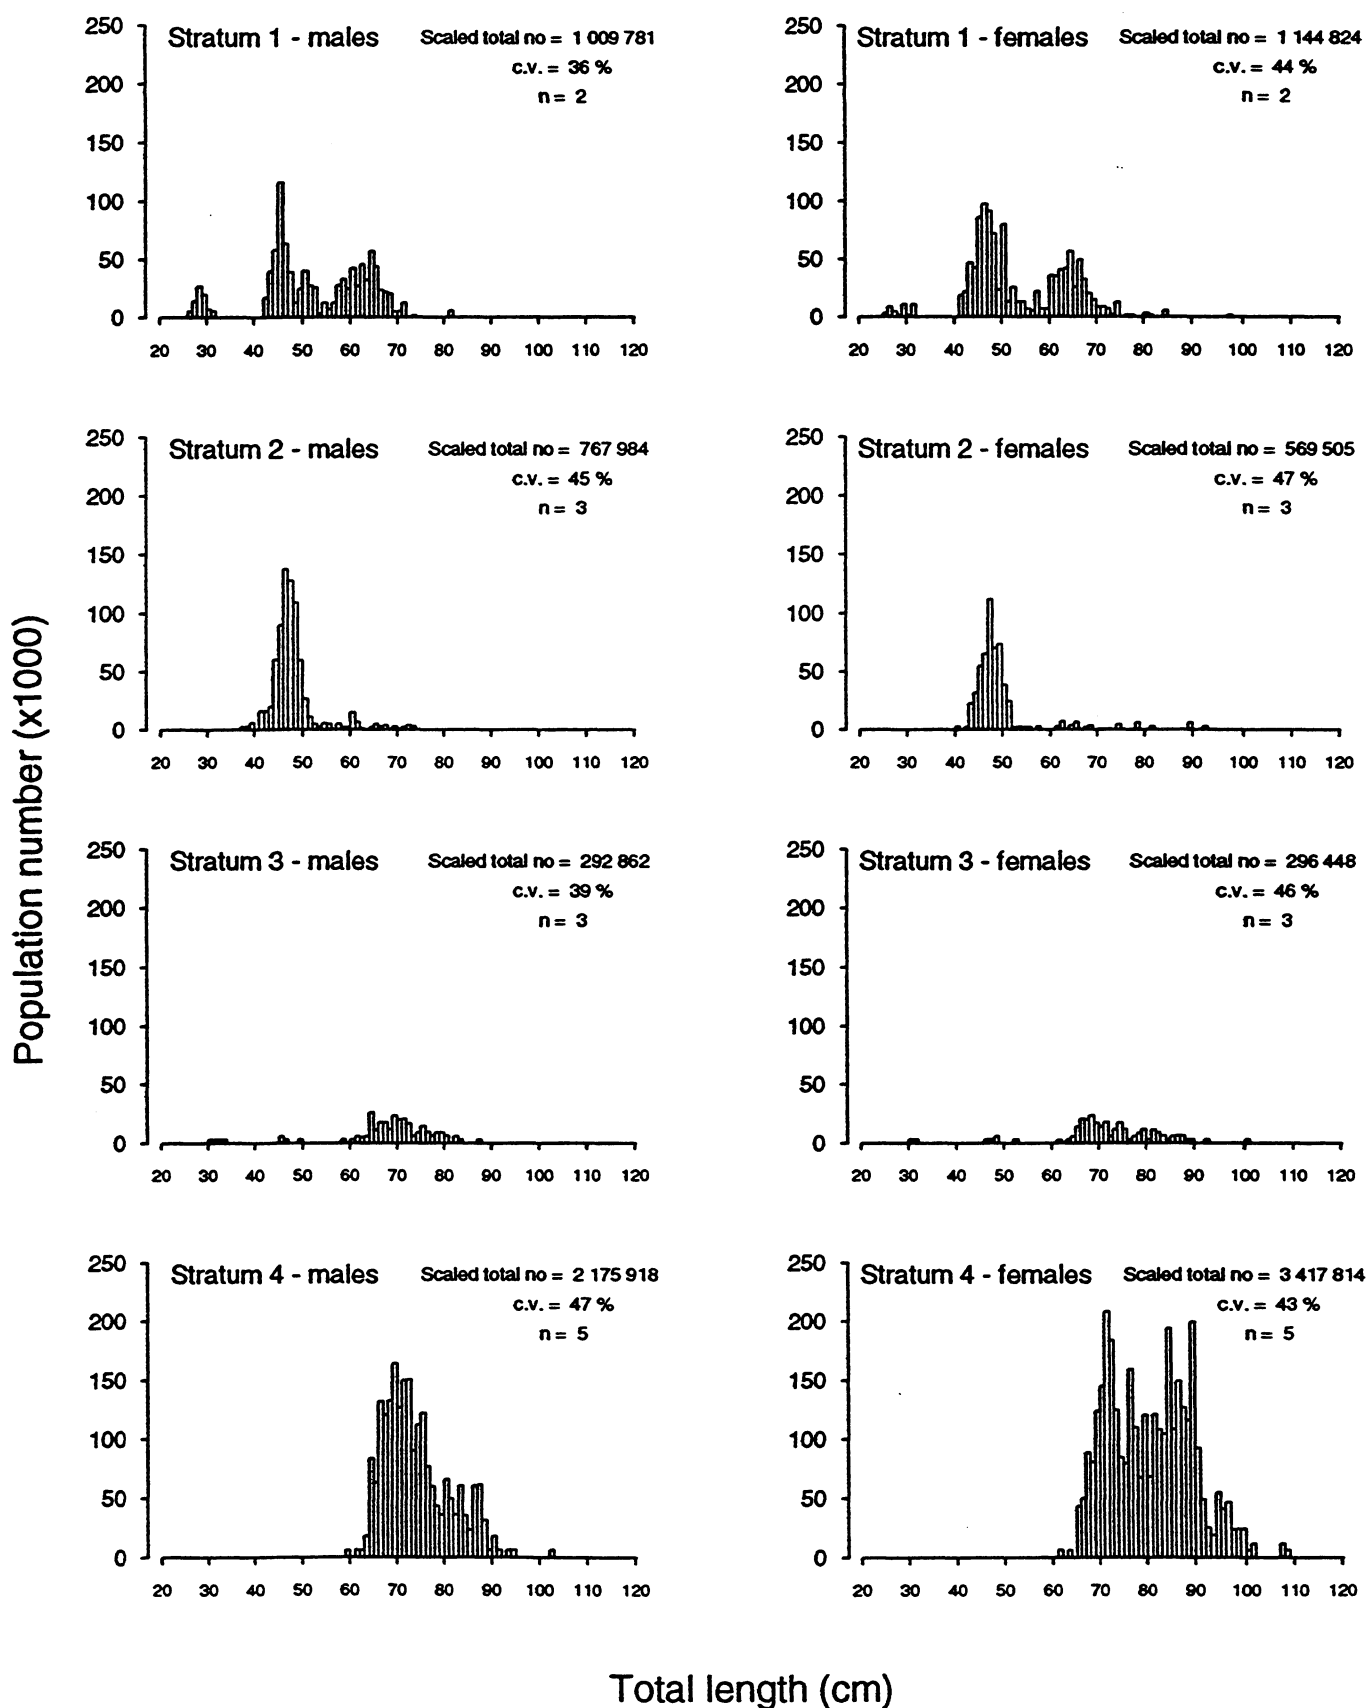 Population number (x1000)
Stratum 1 - males
Scaled total no = 1 009 781
c.v. = 36 %
n = 2
250
200
150
100
50
0
20 30 40 50 60 70 80 90 100 110 120
Stratum 1 - females
Scaled total no = 1 144 824
c.v. = 44 %
n = 2
250
200
150
100
50
0
20 30 40 50 60 70 80 90 100 110 120
Stratum 2 - males
Scaled total no = 767 984
c.v. = 45 %
n = 3
250
200
150
100
50
0
20 30 40 50 60 70 80 90 100 110 120
Stratum 2 - females
Scaled total no = 569 505
c.v. = 47 %
n = 3
250
200
150
100
50
0
20 30 40 50 60 70 80 90 100 110 120
Stratum 3 - males
Scaled total no = 292 862
c.v. = 39 %
n = 3
250
200
150
100
50
0
20 30 40 50 60 70 80 90 100 110 120
Stratum 3 - females
Scaled total no = 296 448
c.v. = 46 %
n = 3
250
200
150
100
50
0
20 30 40 50 60 70 80 90 100 110 120
Stratum 4 - males
Scaled total no = 2 175 918
c.v. = 47 %
n = 5
250
200
150
100
50
0
20 30 40 50 60 70 80 90 100 110 120
Stratum 4 - females
Scaled total no = 3 417 814
c.v. = 43 %
n = 5
250
200
150
100
50
0
20 30 40 50 60 70 80 90 100 110 120
Total length (cm)